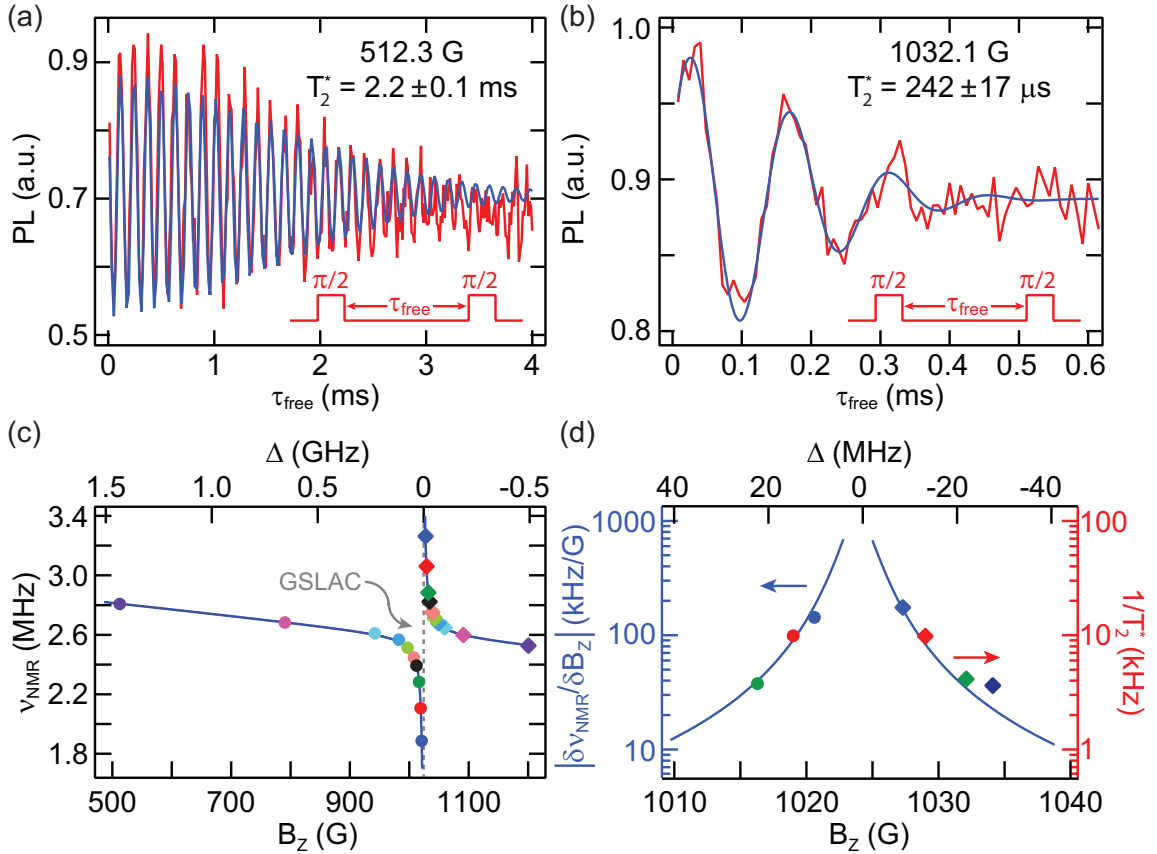 (a)
512.3 G
T₂* = 2.2 ±0.1 ms
0.9
0.7
0.5
PL (a.u.)
π/2
π/2
τfree
0 1 2 3 4
τfree (ms)
(b)
1032.1 G
T₂* = 242 ±17 μs
1.0
0.9
0.8
PL (a.u.)
π/2
π/2
τfree
0 0.1 0.2 0.3 0.4 0.5 0.6
τfree (ms)
(c)
Δ (GHz)
1.5 1.0 0.5 0 -0.5
3.4
3.0
2.6
2.2
1.8
νNMR (MHz)
GSLAC
500 700 900 1100
BZ (G)
(d)
Δ (MHz)
40 20 0 -20 -40
1000
100
10
|δνNMR/δBZ| (kHz/G)
100
10
1
1/T₂* (kHz)
1010 1020 1030 1040
BZ (G)